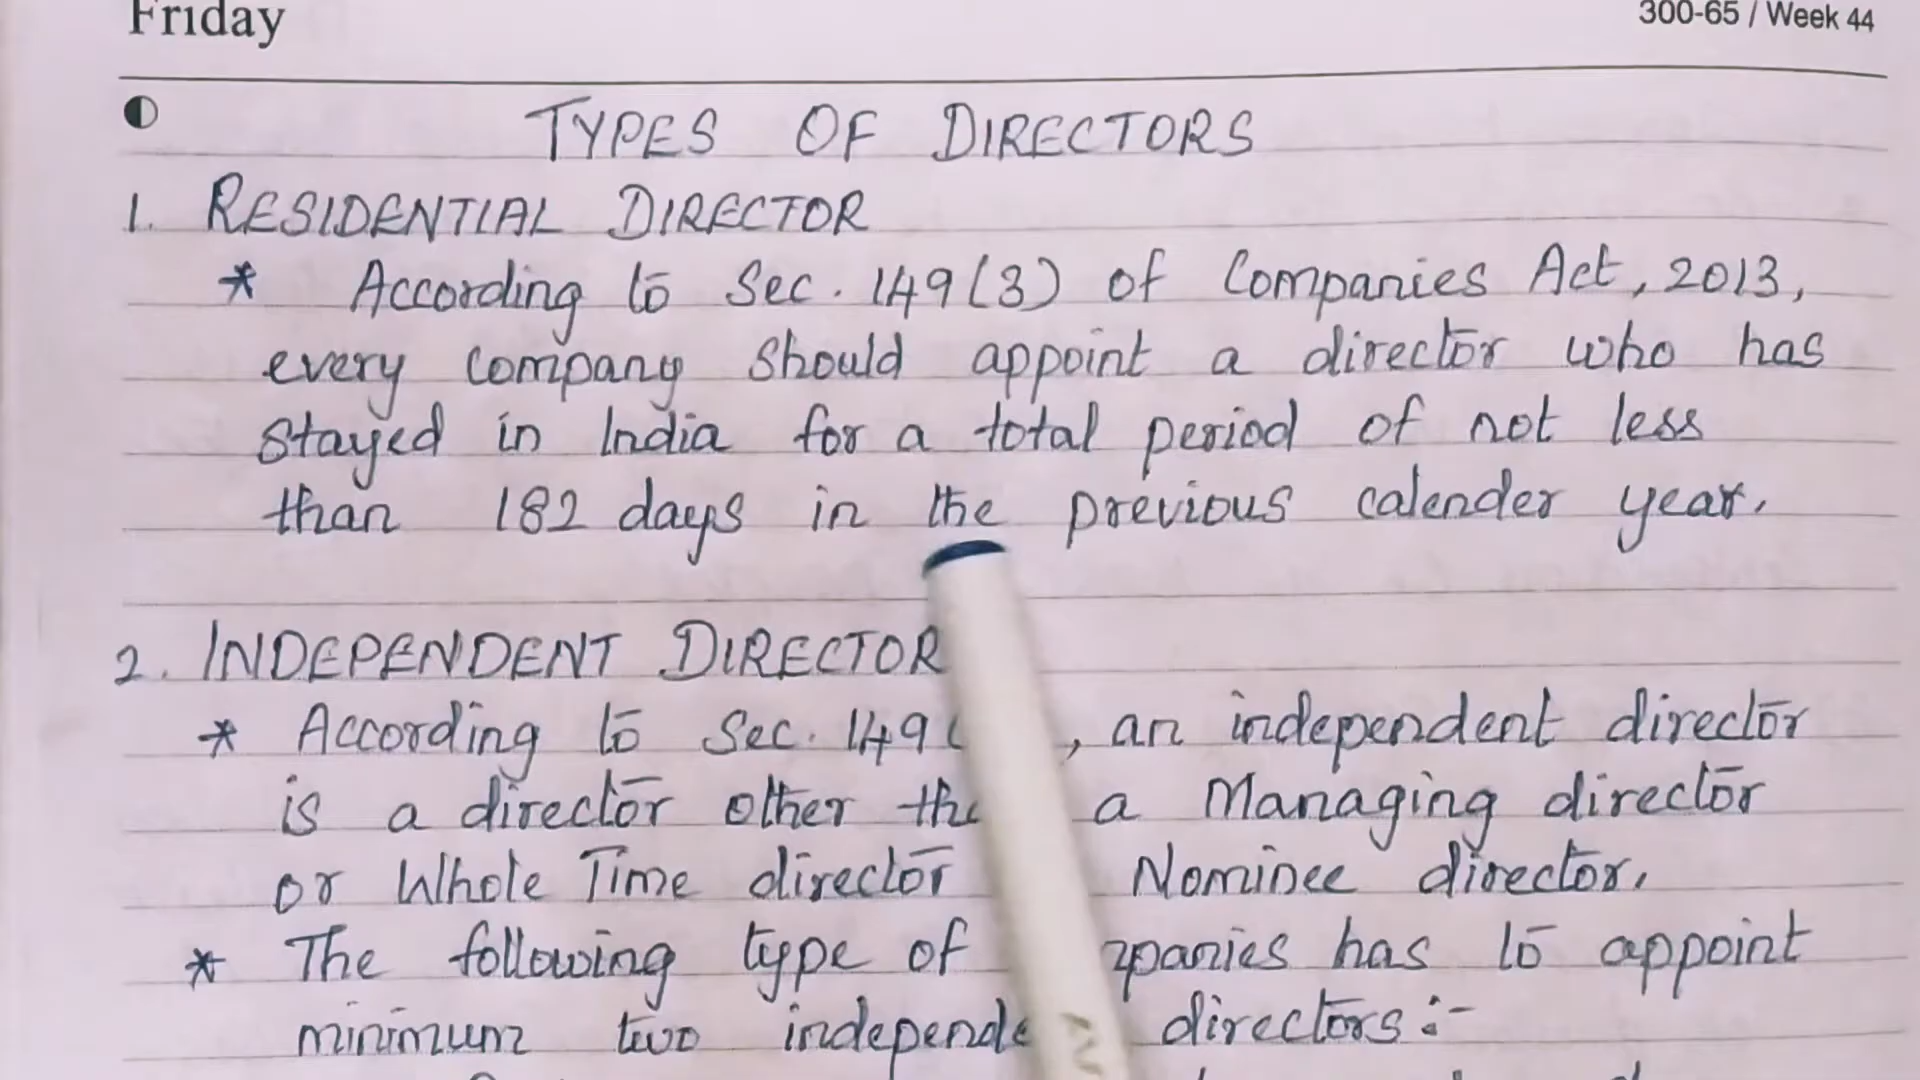 Friday
300-65 / Week 44
TYPES OF DIRECTORS
1. RESIDENTIAL DIRECTOR
* According to Sec. 149(3) of Companies Act, 2013,
every company should appoint a director who has
stayed in India for a total period of not less
than 182 days in the previous calender year.
2. INDEPENDENT DIRECTOR
* According to Sec. 149( , an independent director
is a director other a Managing director
or Whole Time director Nominee director.
* The following type of has to appoint
minimum two directors :-